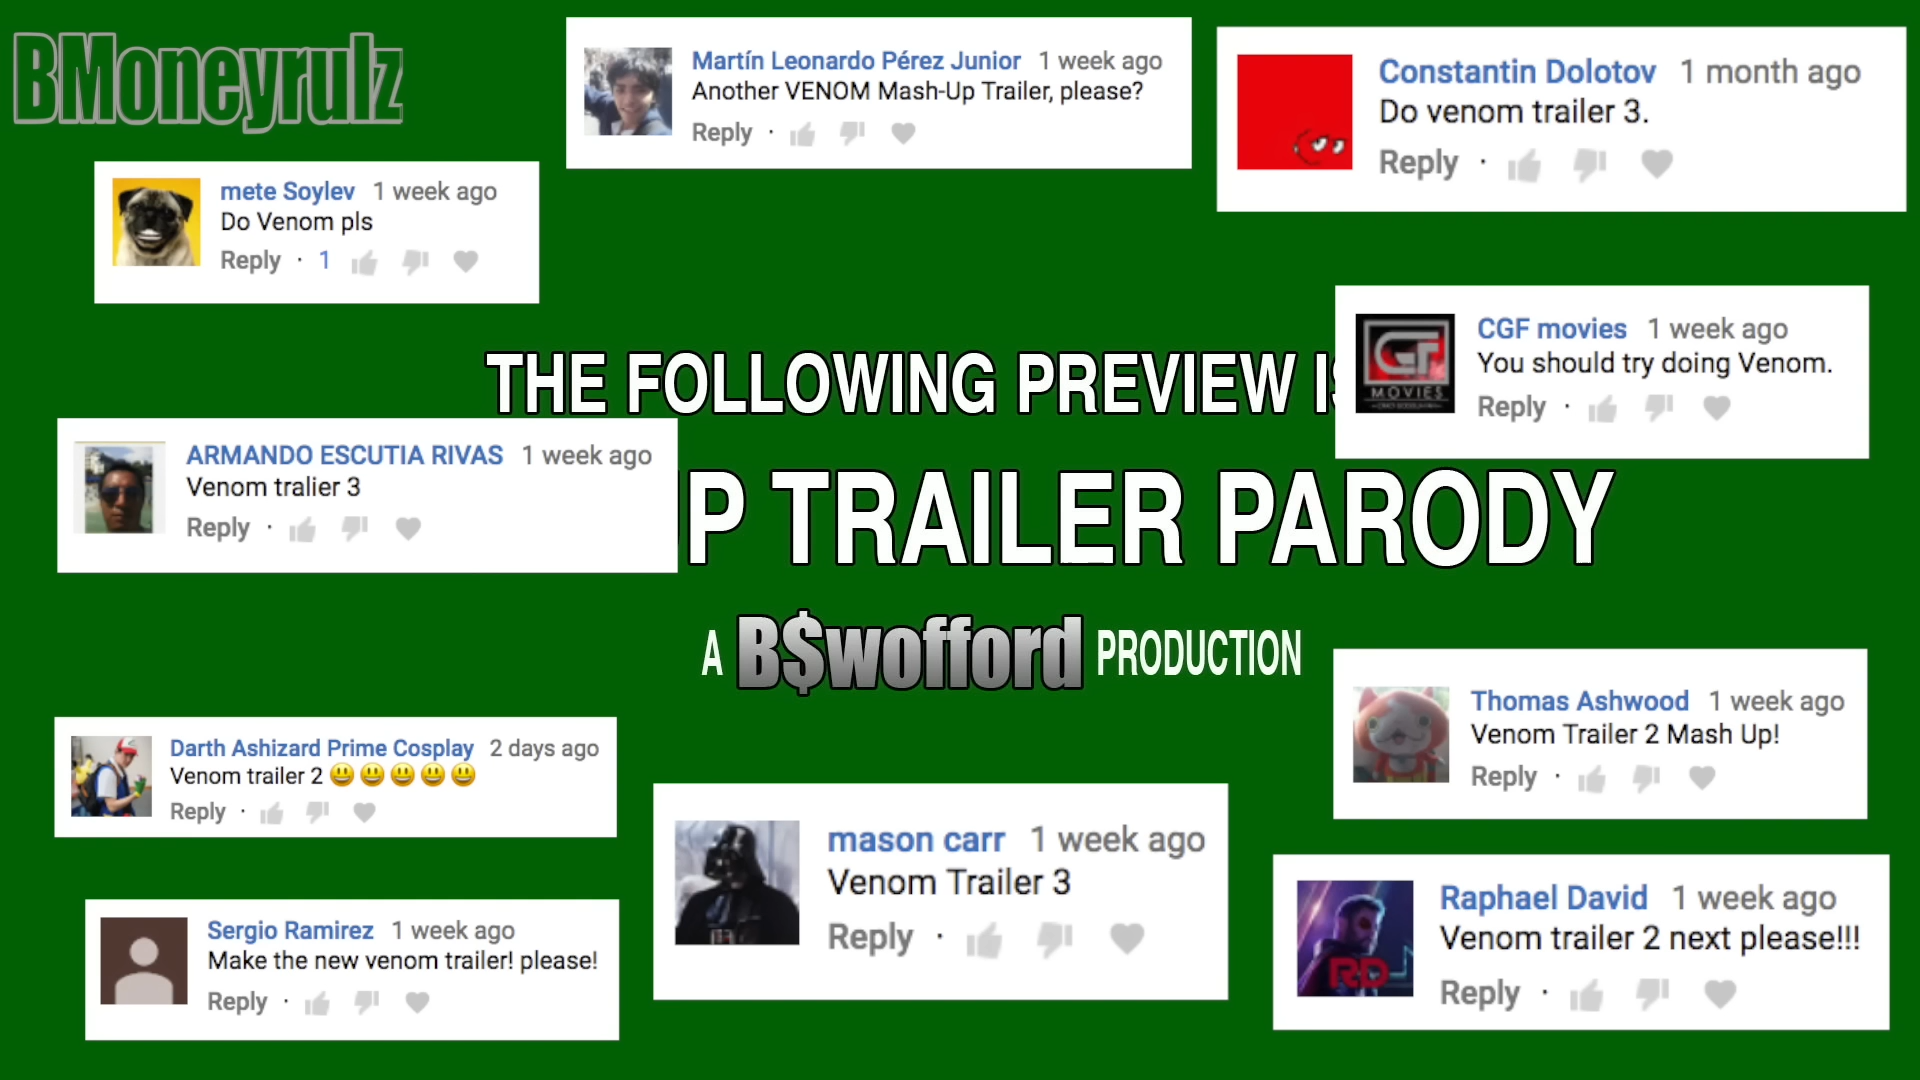 BMoneyrulz
Martín Leonardo Pérez Junior 1 week ago
Another VENOM Mash-Up Trailer, please?
Reply ·
Constantin Dolotov 1 month ago
Do venom trailer 3.
Reply ·
mete Soylev 1 week ago
Do Venom pls
Reply · 1
CGF movies 1 week ago
You should try doing Venom.
Reply ·
GF
MOVIES
THE FOLLOWING PREVIEW IS
ARMANDO ESCUTIA RIVAS 1 week ago
Venom tralier 3
Reply ·
UP TRAILER PARODY
A B$wofford PRODUCTION
Thomas Ashwood 1 week ago
Venom Trailer 2 Mash Up!
Reply ·
Darth Ashizard Prime Cosplay 2 days ago
Venom trailer 2 😃😃😃😃😃
Reply ·
mason carr 1 week ago
Venom Trailer 3
Reply ·
Raphael David 1 week ago
Venom trailer 2 next please!!!
Reply ·
RD
Sergio Ramirez 1 week ago
Make the new venom trailer! please!
Reply ·